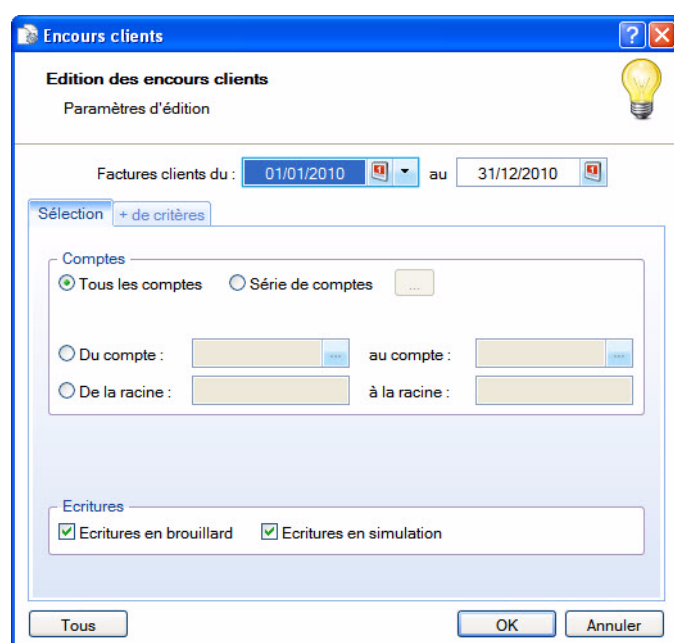 Encours clients
Edition des encours clients
Paramètres d'édition
Factures clients du : 01/01/2010 au 31/12/2010
Sélection + de critères
Comptes
Tous les comptes Série de comptes ...
Du compte : ... au compte : ...
De la racine : à la racine :
Ecritures
Ecritures en brouillard Ecritures en simulation
Tous OK Annuler